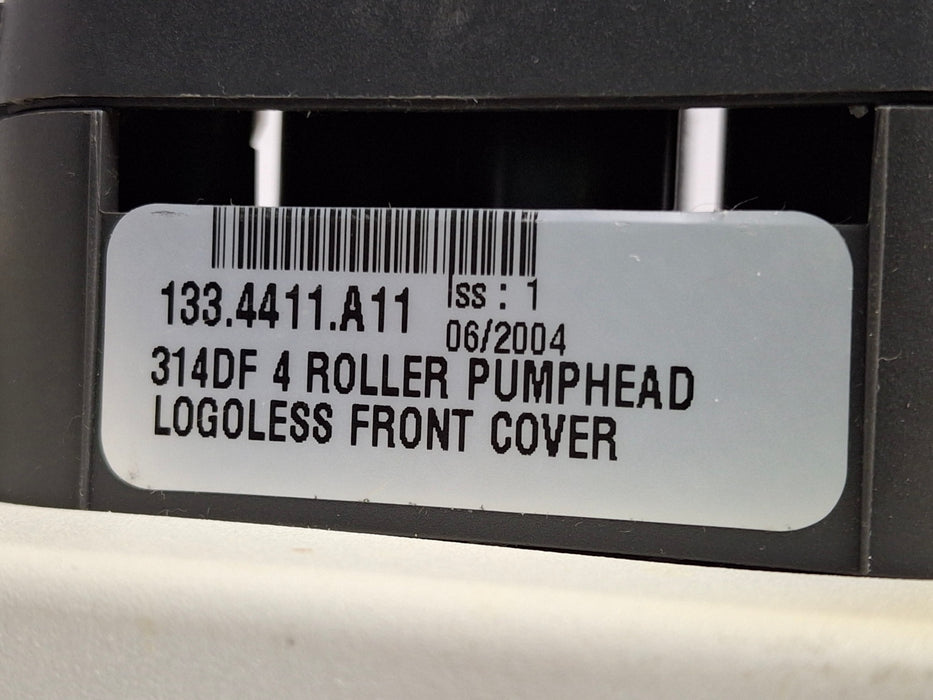 133.4411.A11 Iss : 1
06/2004
314DF 4 ROLLER PUMPHEAD
LOGOLESS FRONT COVER